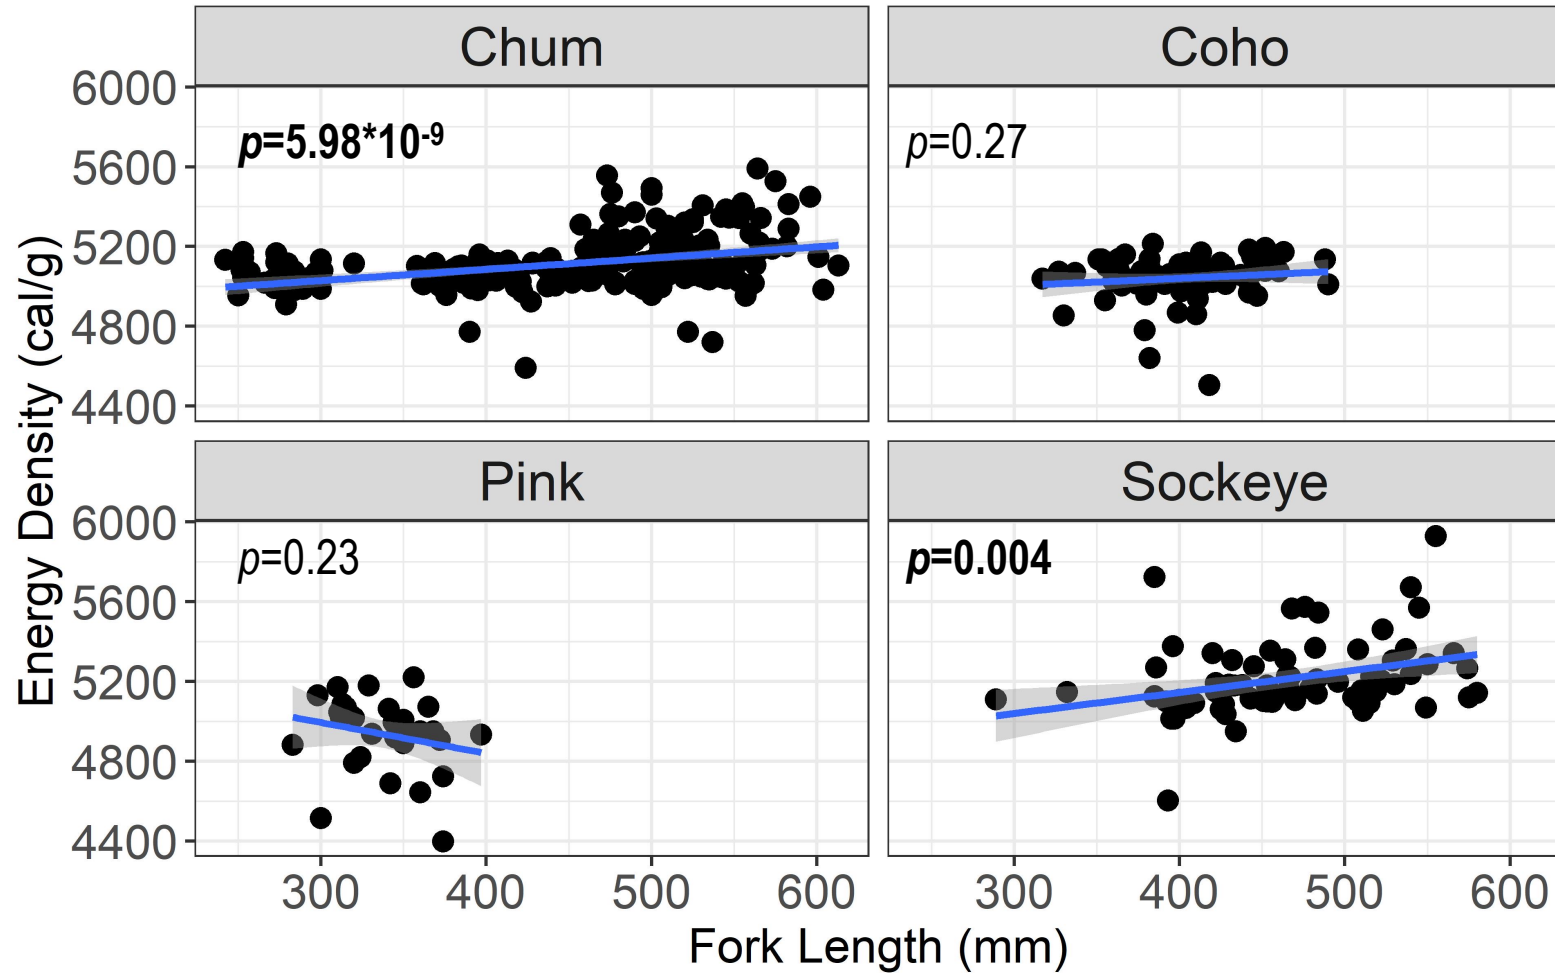 Chum
Coho
6000
5600
5200
4800
4400
p=5.98*10-9
p=0.27
Energy Density (cal/g)
Pink
Sockeye
6000
5600
5200
4800
4400
p=0.23
p=0.004
300 400 500 600 300 400 500 600
Fork Length (mm)